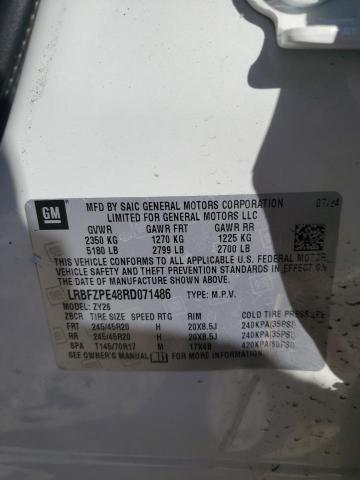 GM
MFD BY SAIC GENERAL MOTORS CORPORATION 07/24
LIMITED FOR GENERAL MOTORS LLC
GVWR GAWR FRT GAWR RR
2350 KG 1270 KG 1225 KG
5180 LB 2799 LB 2700 LB
THIS VEHICLE CONFORMS TO ALL APPLICABLE U.S. FEDERAL MOTOR
VEHICLE SAFETY, BUMPER, AND THEFT PREVENTION STANDARDS
IN EFFECT ON THE DATE OF MANUFACTURE SHOWN ABOVE.
LRBFZPE48RD071486 TYPE: M.P.V.
MODEL: ZY26
ZBCR TIRE SIZE SPEED RTG RIM COLD TIRE PRESSURE
FRT 245/45R20 H 20X8.5J 240KPA(35PSI)
RR 245/45R20 H 20X8.5J 240KPA(35PSI)
SPA T145/70R17 M 17X4B 420KPA(60PSI)
SEE OWNER'S MANUAL FOR